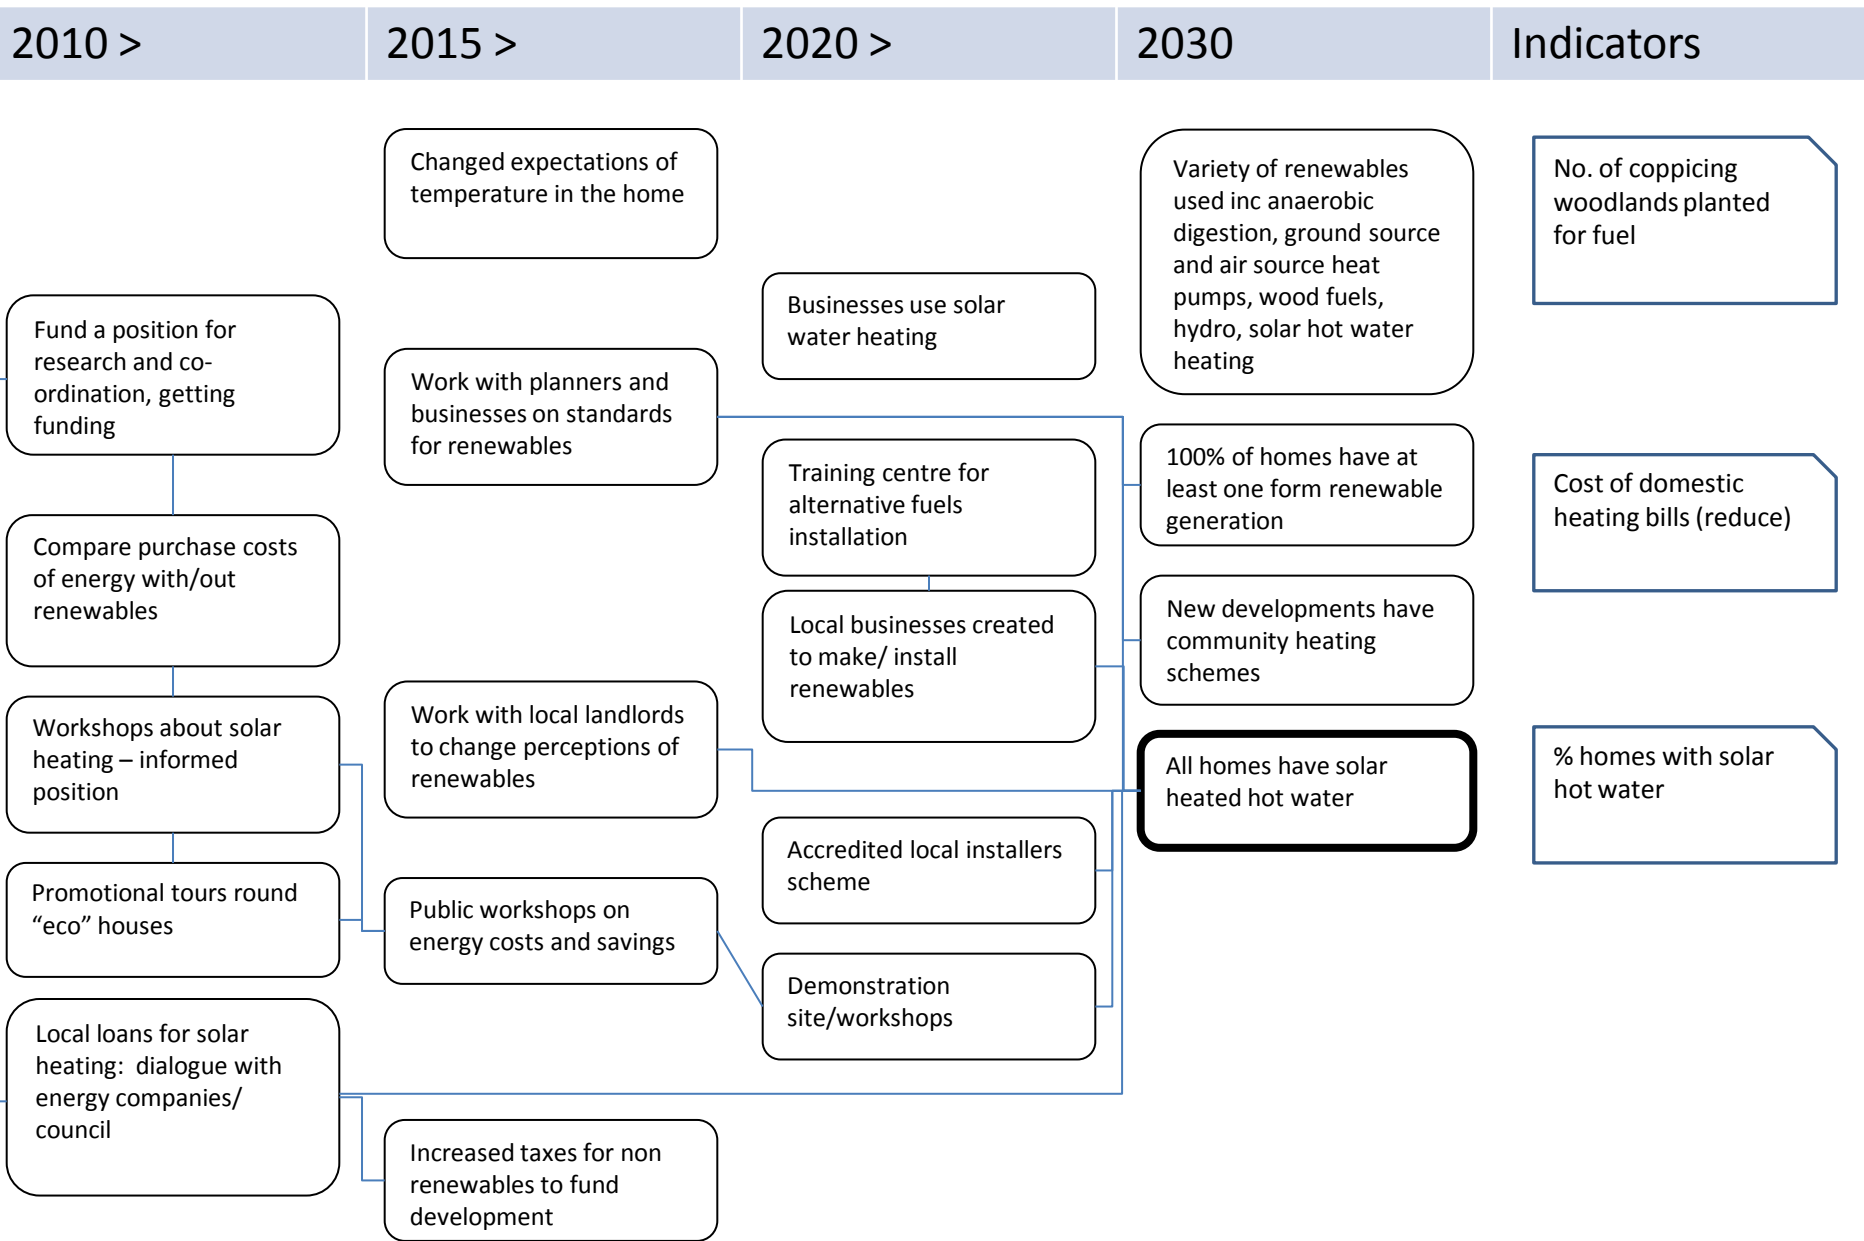 2010 >
2015 >
2020 >
2030
Indicators
Fund a position for
research and co-
ordination, getting
funding
Compare purchase costs
of energy with/out
renewables
Workshops about solar
heating – informed
position
Promotional tours round
“eco” houses
Local loans for solar
heating:  dialogue with
energy companies/
council
Changed expectations of
temperature in the home
Work with planners and
businesses on standards
for renewables
Work with local landlords
to change perceptions of
renewables
Public workshops on
energy costs and savings
Increased taxes for non
renewables to fund
development
Businesses use solar
water heating
Training centre for
alternative fuels
installation
Local businesses created
to make/ install
renewables
Accredited local installers
scheme
Demonstration
site/workshops
Variety of renewables
used inc anaerobic
digestion, ground source
and air source heat
pumps, wood fuels,
hydro, solar hot water
heating
100% of homes have at
least one form renewable
generation
New developments have
community heating
schemes
All homes have solar
heated hot water
No. of coppicing
woodlands planted
for fuel
Cost of domestic
heating bills (reduce)
% homes with solar
hot water